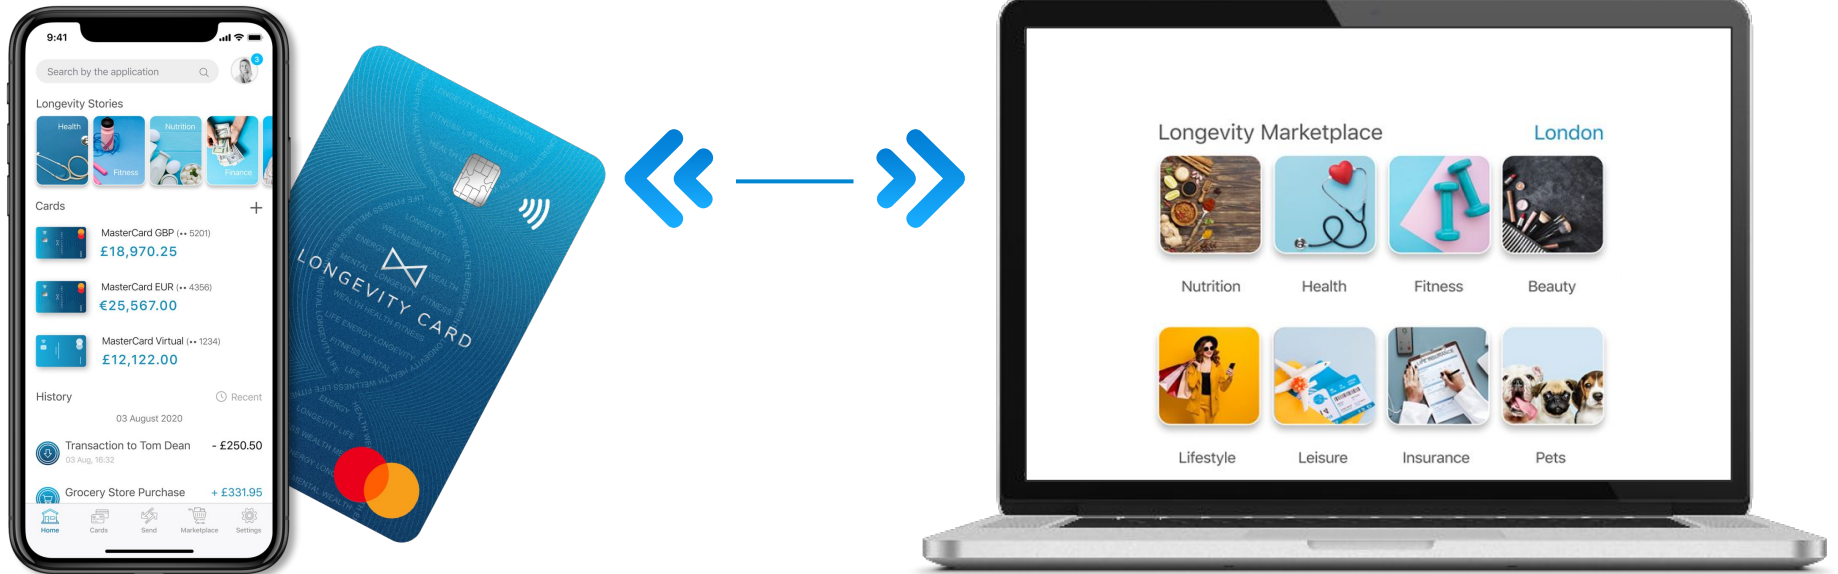 9:41
3
Search by the application
Longevity Stories
Health
Fitness
Nutrition
Finance
Cards
+
MasterCard GBP (•• 5201)
£18,970.25
MasterCard EUR (•• 4356)
€25,567.00
MasterCard Virtual (•• 1234)
£12,122.00
History
Recent
03 August 2020
Transaction to Tom Dean
- £250.50
03 Aug, 16:32
Grocery Store Purchase
+ £331.95
Home
Cards
Send
Marketplace
Settings
LONGEVITY CARD
Longevity Marketplace
London
Nutrition
Health
Fitness
Beauty
LIFE INSURANCE
Lifestyle
Leisure
Insurance
Pets